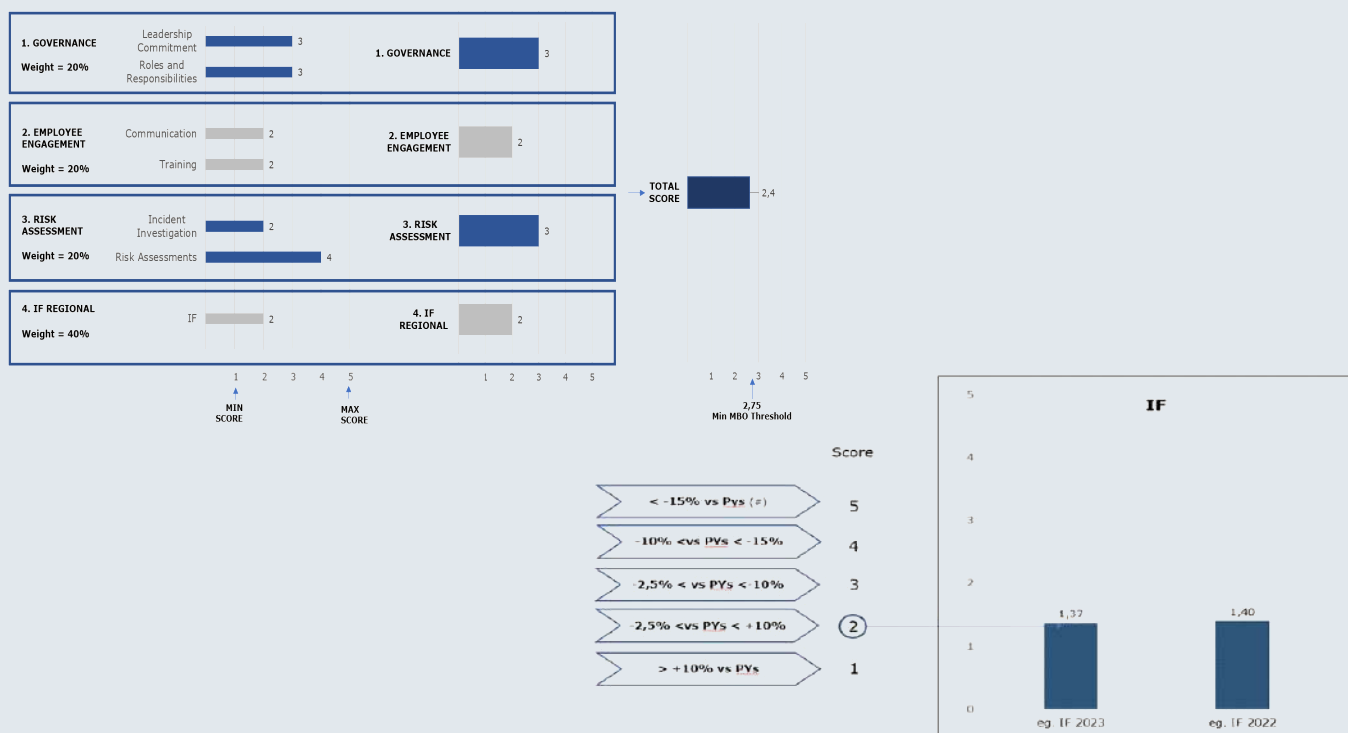 1. GOVERNANCE
Weight = 20%
Leadership
Commitment
3
Roles and
Responsibilities
3
1. GOVERNANCE
3
2. EMPLOYEE
ENGAGEMENT
Weight = 20%
Communication
2
Training
2
2. EMPLOYEE
ENGAGEMENT
2
3. RISK
ASSESSMENT
Weight = 20%
Incident
Investigation
2
Risk Assessments
4
3. RISK
ASSESSMENT
3
4. IF REGIONAL
Weight = 40%
IF
2
4. IF
REGIONAL
2
1 2 3 4 5
MIN
SCORE
MAX
SCORE
1 2 3 4 5
TOTAL
SCORE
2,4
1 2 3 4 5
2,75
Min MBO Threshold
Score
< -15% vs Pys (#)
5
-10% <vs PYs < -15%
4
-2,5% < vs PYs <-10%
3
-2,5% <vs PYs < +10%
2
> +10% vs PYs
1
IF
5
4
3
2
1
0
1,37
1,40
eg. IF 2023
eg. IF 2022